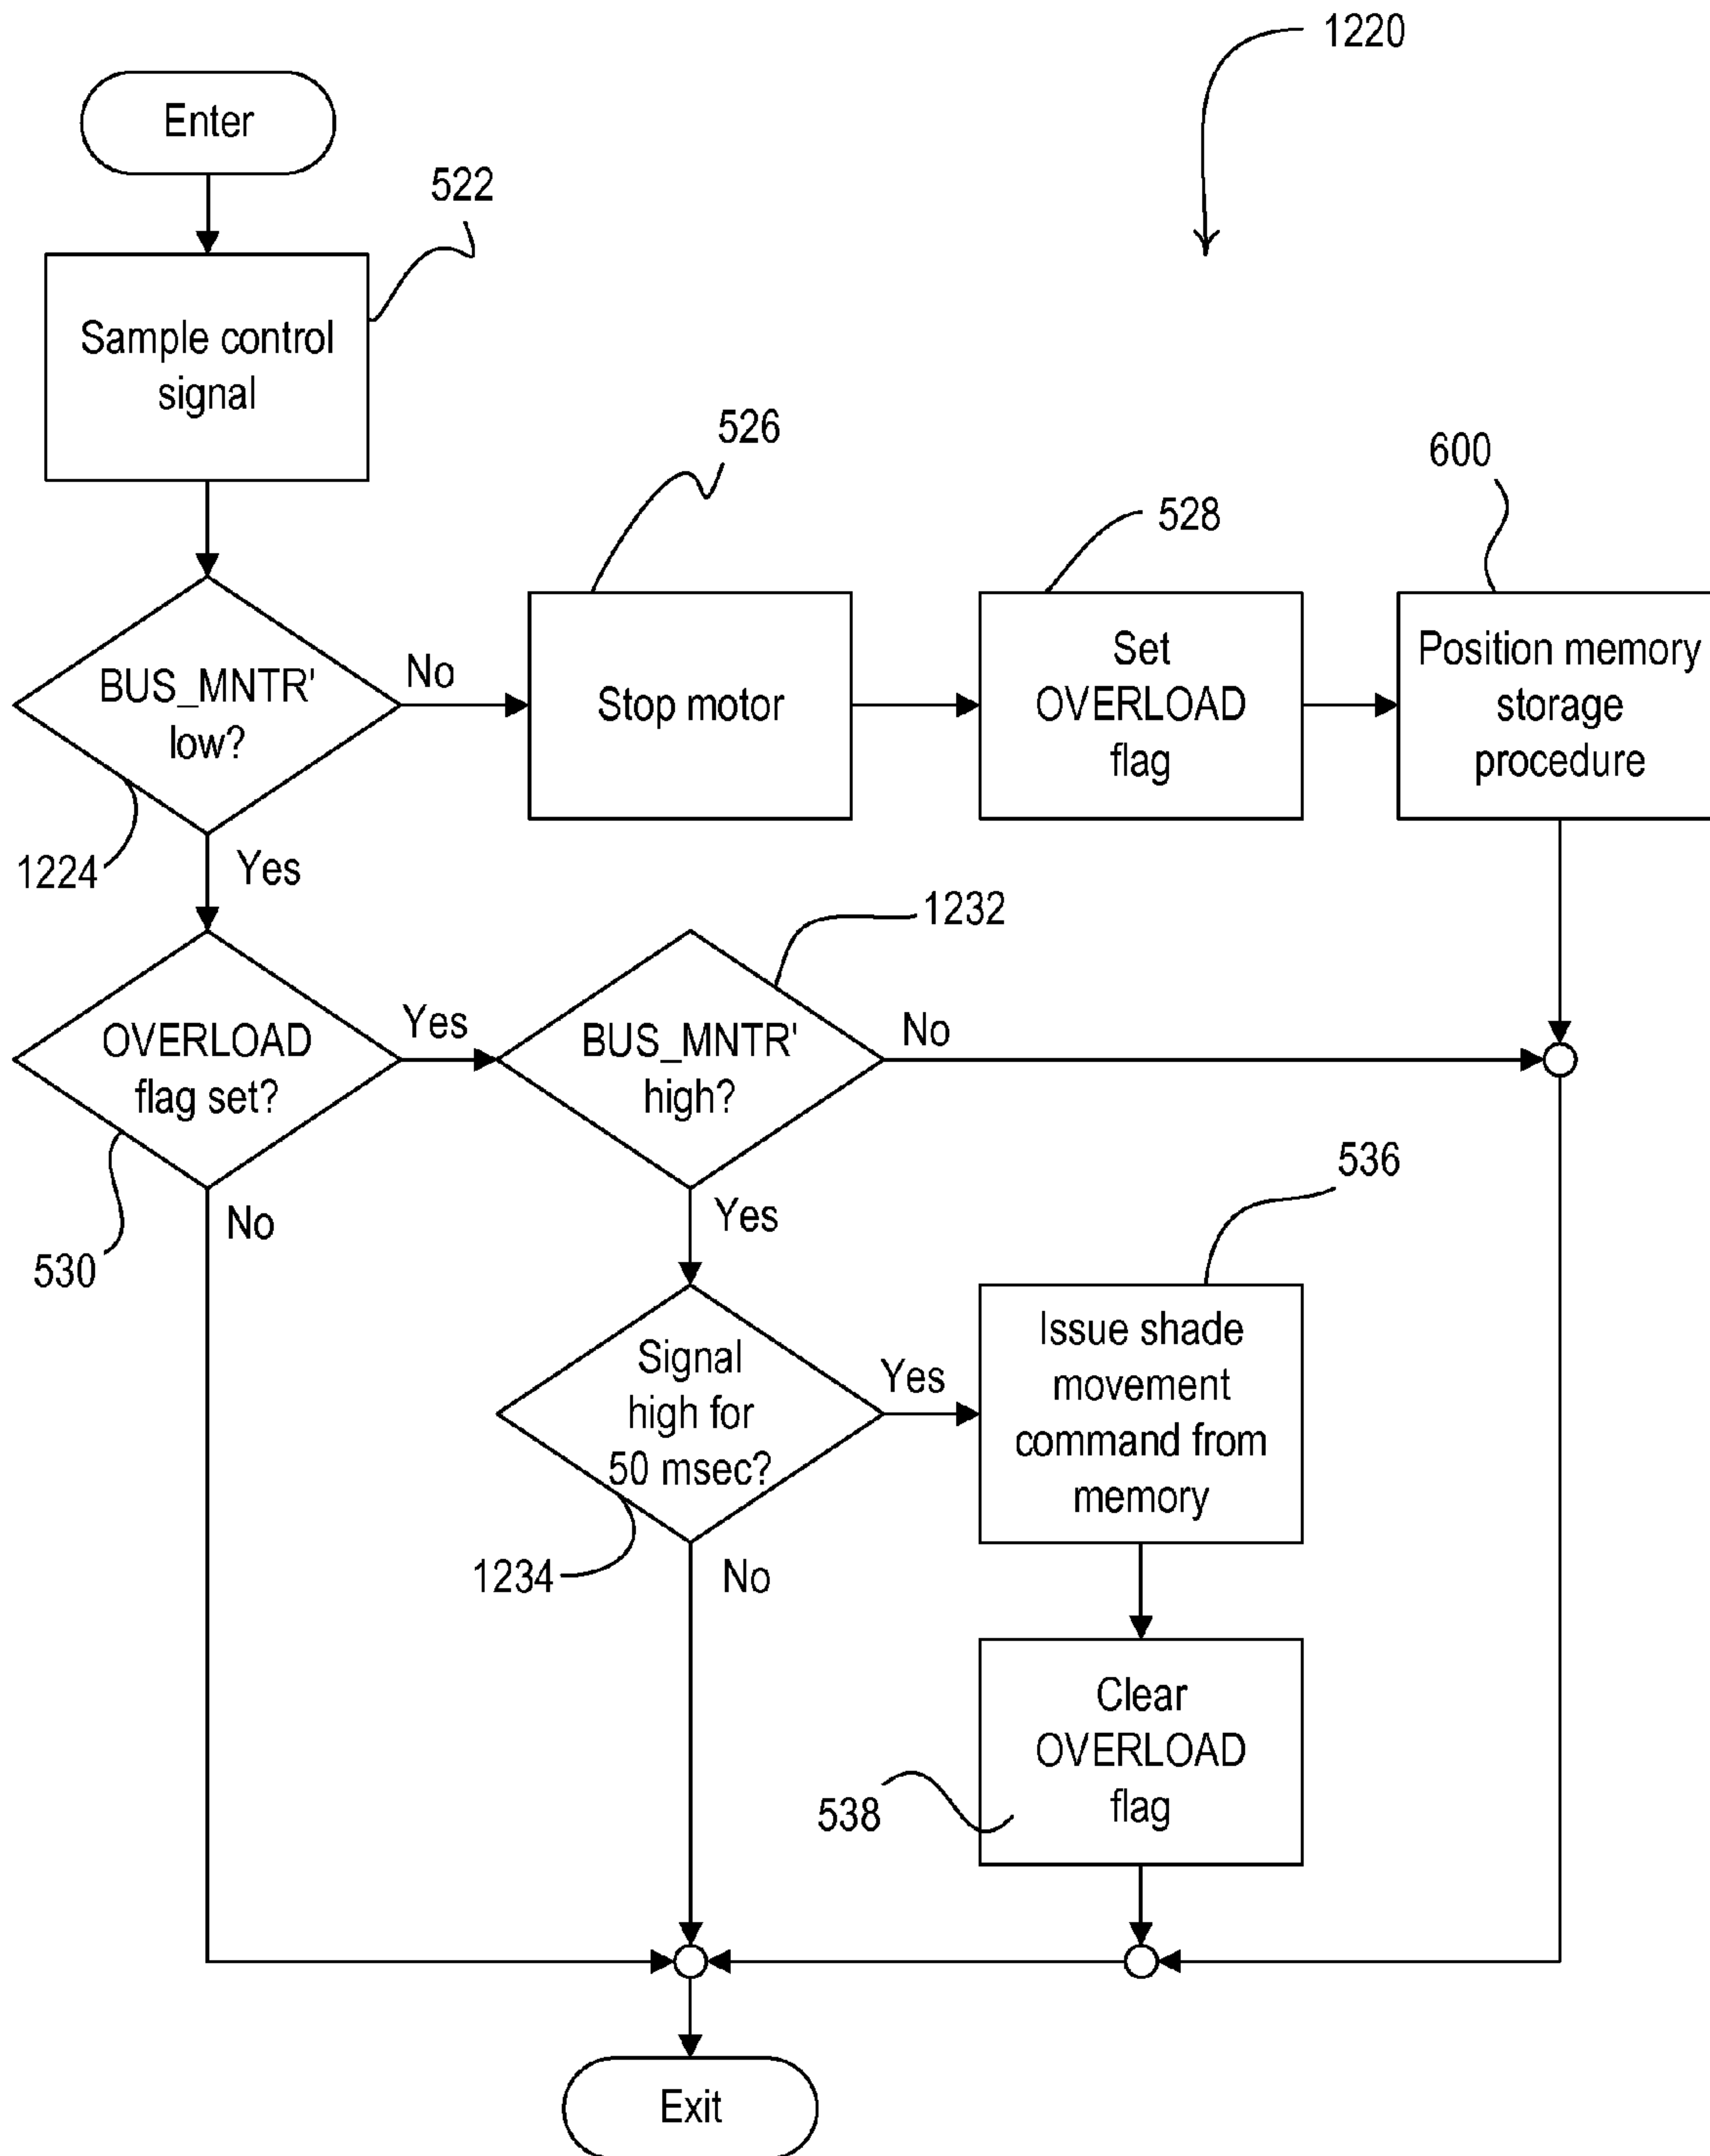 1220
Enter
522
Sample control
signal
526
528
600
BUS_MNTR'
low?
No
Stop motor
Set
OVERLOAD
flag
Position memory
storage
procedure
1224
Yes
1232
OVERLOAD
flag set?
Yes
BUS_MNTR'
high?
No
530
No
Yes
536
Signal
high for
50 msec?
Yes
Issue shade
movement
command from
memory
1234
No
Clear
OVERLOAD
flag
538
Exit